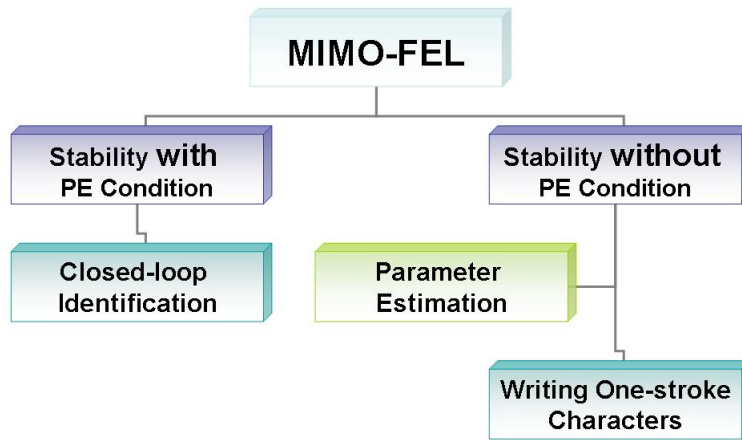 MIMO-FEL
Stability with
PE Condition
Stability without
PE Condition
Closed-loop
Identification
Parameter
Estimation
Writing One-stroke
Characters